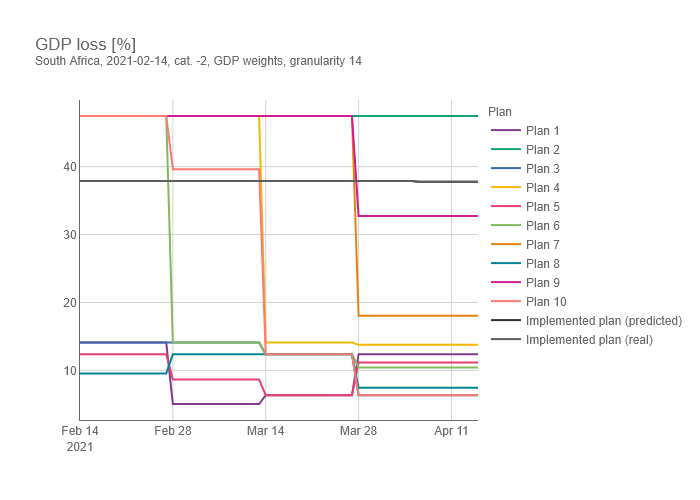 GDP loss [%]
South Africa, 2021-02-14, cat. -2, GDP weights, granularity 14
Plan
Plan 1
Plan 2
Plan 3
Plan 4
Plan 5
Plan 6
Plan 7
Plan 8
Plan 9
Plan 10
Implemented plan (predicted)
Implemented plan (real)
40
30
20
10
Feb 14
2021
Feb 28
Mar 14
Mar 28
Apr 11